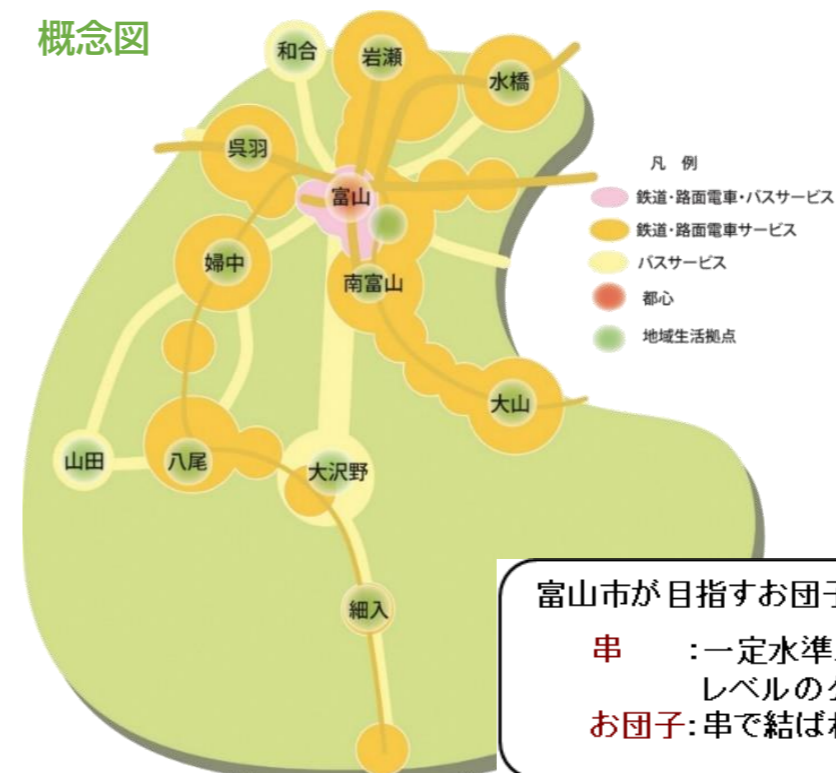 概念図
和合
岩瀬
水橋
呉羽
富山
婦中
南富山
大山
山田
八尾
大沢野
細入
凡 例
鉄道・路面電車・バスサービス
鉄道・路面電車サービス
バスサービス
都心
地域生活拠点
富山市が目指すお団子
串 :一定水準
レベルの
お団子:串で結ば